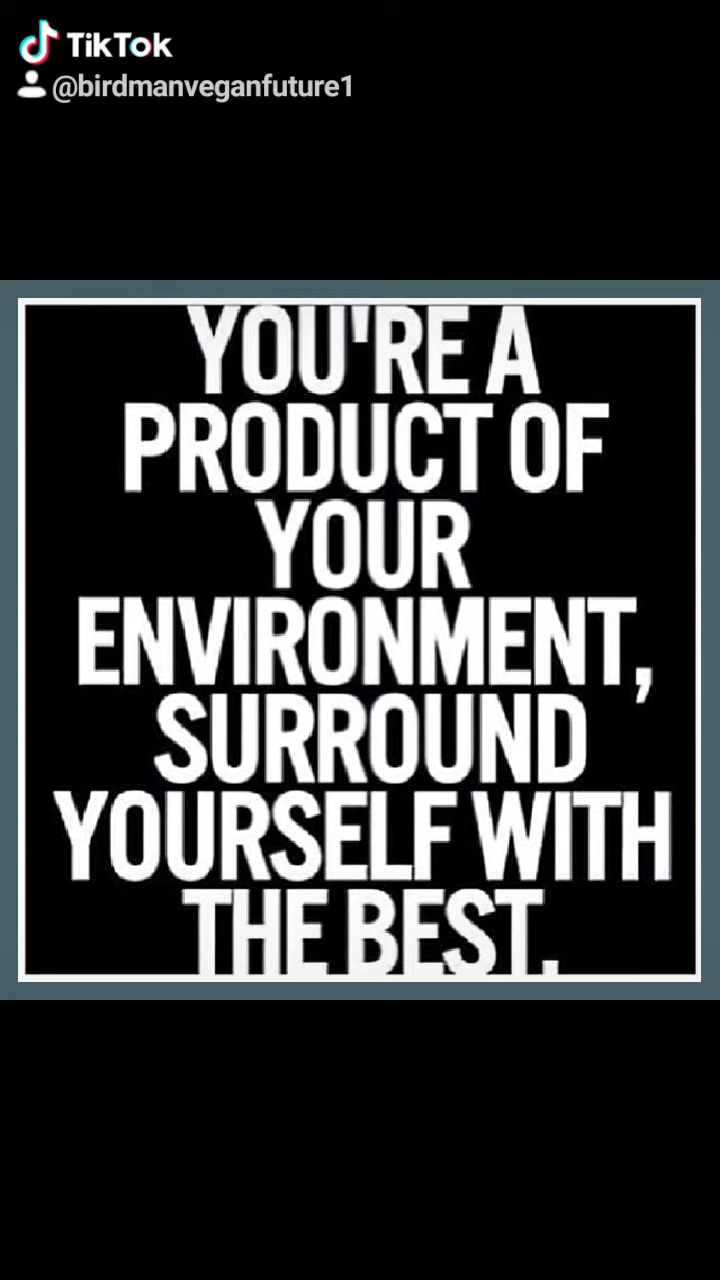 TikTok
@birdmanveganfuture1
YOU'RE A
PRODUCT OF
YOUR
ENVIRONMENT,
SURROUND
YOURSELF WITH
THE BEST.